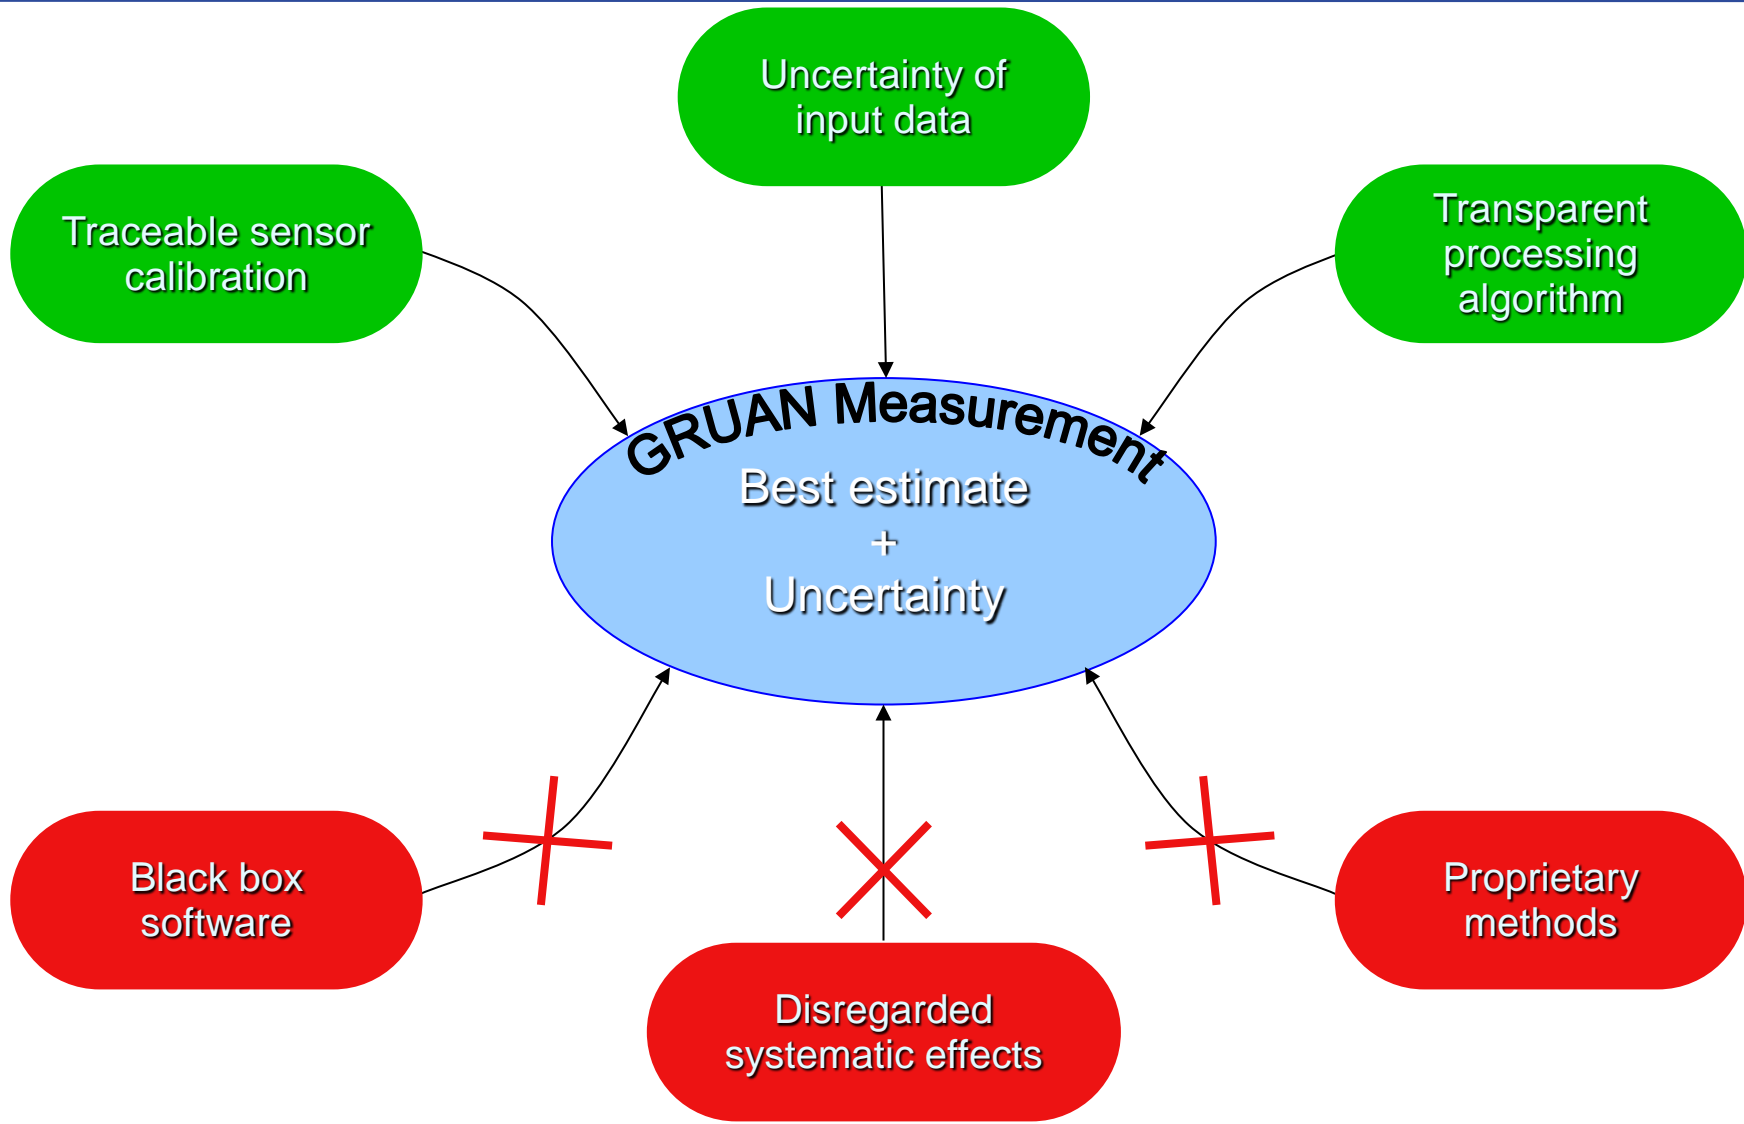 Uncertainty of
input data
Traceable sensor
calibration
Transparent
processing
algorithm
GRUAN Measurement
Best estimate
+
Uncertainty
Black box
software
Proprietary
methods
Disregarded
systematic effects